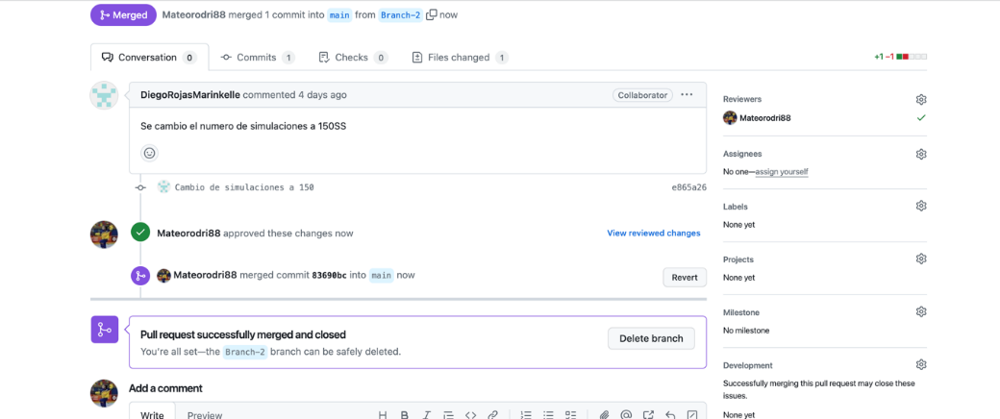 Merged Mateorodri88 merged 1 commit into main from Branch-2 now
Conversation 0 Commits 1 Checks 0 Files changed 1 +1 −1
DiegoRojasMarinkelle commented 4 days ago Collaborator ...
Se cambio el numero de simulaciones a 150SS
Cambio de simulaciones a 150 e865a26
Mateorodri88 approved these changes now View reviewed changes
Mateorodri88 merged commit 83690bc into main now Revert
Pull request successfully merged and closed
You're all set—the Branch-2 branch can be safely deleted.
Delete branch
Add a comment
Write Preview H B I
Reviewers
Mateorodri88
Assignees
No one—assign yourself
Labels
None yet
Projects
None yet
Milestone
No milestone
Development
Successfully merging this pull request may close these
issues.
None yet